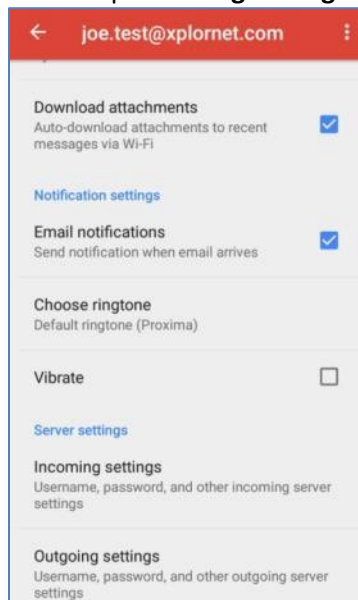 joe.test@xplornet.com
Download attachments
Auto-download attachments to recent
messages via Wi-Fi
Notification settings
Email notifications
Send notification when email arrives
Choose ringtone
Default ringtone (Proxima)
Vibrate
Server settings
Incoming settings
Username, password, and other incoming server
settings
Outgoing settings
Username, password, and other outgoing server
settings